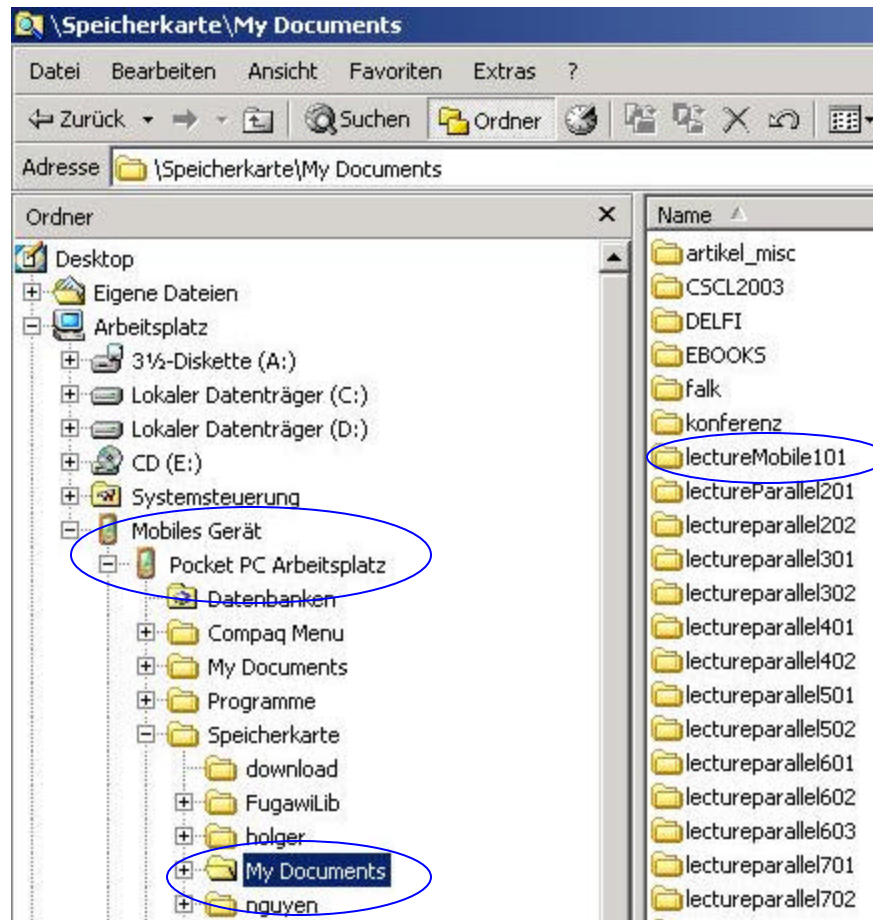 \Speicherkarte\My Documents
Datei Bearbeiten Ansicht Favoriten Extras ?
Zurück Suchen Ordner
Adresse \Speicherkarte\My Documents
Ordner
Desktop
Eigene Dateien
Arbeitsplatz
3½-Diskette (A:)
Lokaler Datenträger (C:)
Lokaler Datenträger (D:)
CD (E:)
Systemsteuerung
Mobiles Gerät
Pocket PC Arbeitsplatz
Datenbanken
Compaq Menu
My Documents
Programme
Speicherkarte
download
FugawiLib
holger
My Documents
nguyen
Name
artikel_misc
CSCL2003
DELFI
EBOOKS
falk
konferenz
lectureMobile101
lectureParallel201
lectureparallel202
lectureparallel301
lectureparallel302
lectureparallel401
lectureparallel402
lectureparallel501
lectureparallel502
lectureparallel601
lectureparallel602
lectureparallel603
lectureparallel701
lectureparallel702